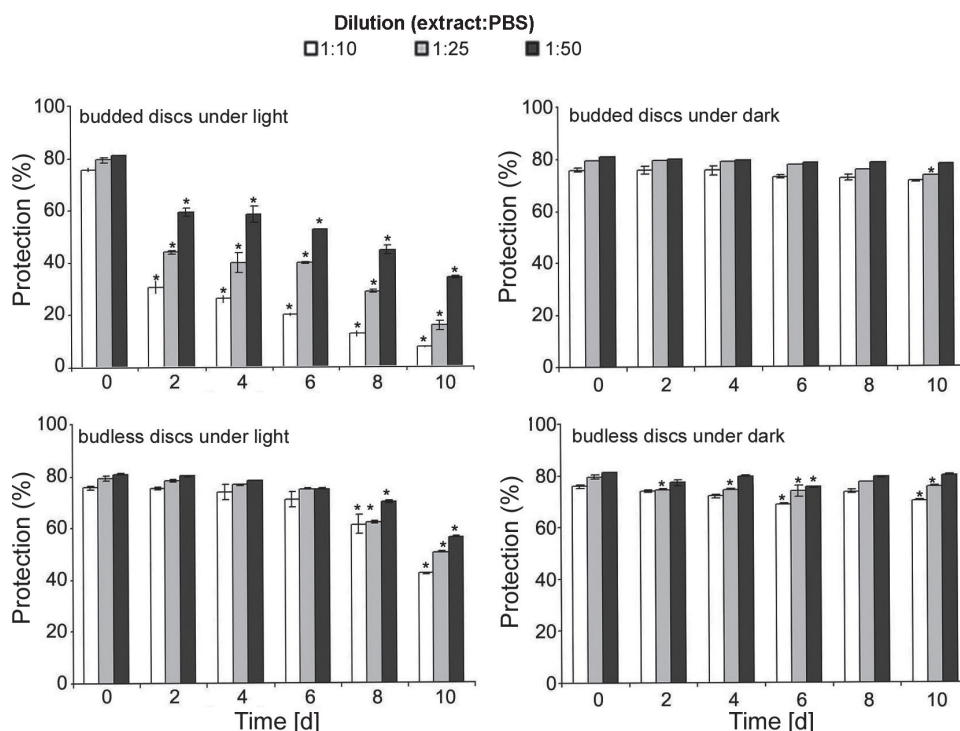 Dilution (extract:PBS)
1:10 1:25 1:50
budded discs under light
Protection (%)
100
80
60
40
20
0
* * * * * * * * * * * * * * *
0 2 4 6 8 10
budded discs under dark
Protection (%)
100
80
60
40
20
0
*
0 2 4 6 8 10
budless discs under light
Protection (%)
100
80
60
40
20
0
* * * * * *
0 2 4 6 8 10
Time [d]
budless discs under dark
Protection (%)
100
80
60
40
20
0
* * * * * * *
0 2 4 6 8 10
Time [d]